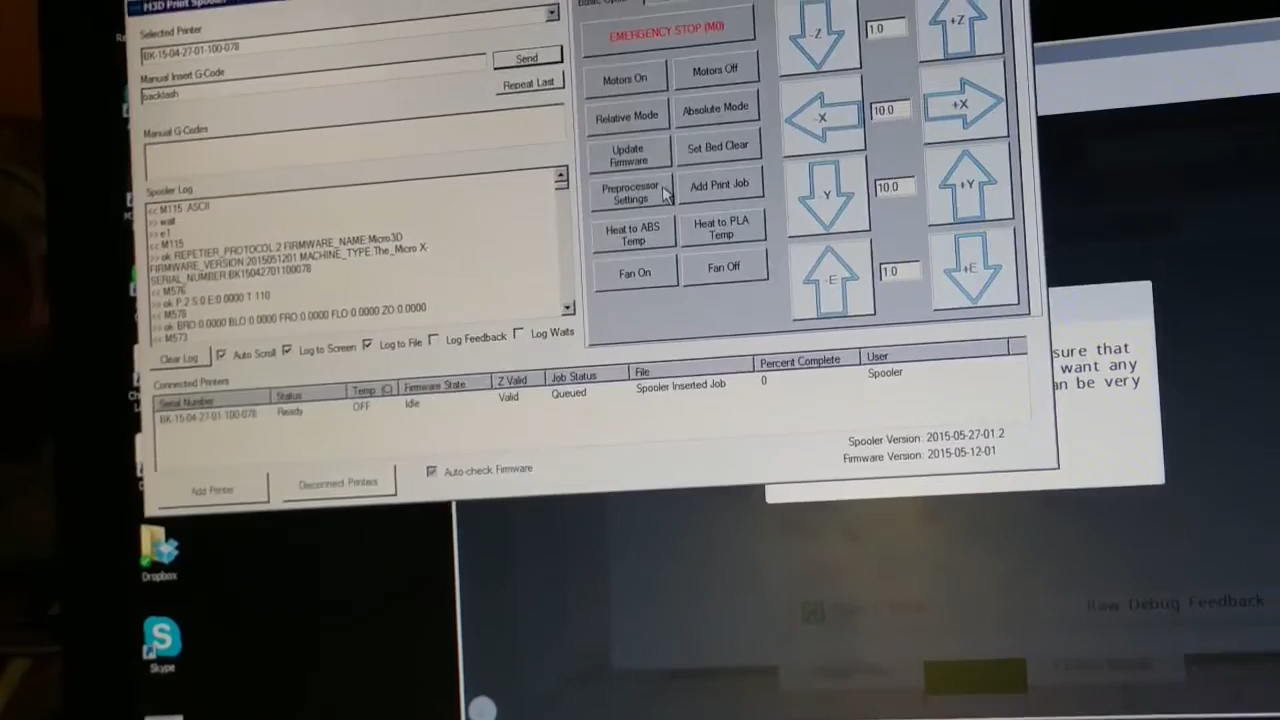 M3D Print Spooler
Selected Printer
BK-15-04-27-01-100-078
Manual Insert G-Code
Send
backlash
Repeat Last
Manual G-Codes
Spooler Log
<< M115 ASCII
>> wait
>> e1
<< M115
>> ok REPETIER_PROTOCOL:2 FIRMWARE_NAME:Micro3D
FIRMWARE_VERSION:2015051201 MACHINE_TYPE:The_Micro X-
SERIAL_NUMBER:BK15042701100078
<< M576
>> ok P:2 S:0 E:0.0000 T:110
<< M578
>> ok BRO:0.0000 BLO:0.0000 FRO:0.0000 FLO:0.0000 ZO:0.0000
<< M573
Clear Log
Auto Scroll
Log to Screen
Log to File
Log Feedback
Log Waits
EMERGENCY STOP (M0)
Motors On
Motors Off
Relative Mode
Absolute Mode
Update
Firmware
Set Bed Clear
Preprocessor
Settings
Add Print Job
Heat to ABS
Temp
Heat to PLA
Temp
Fan On
Fan Off
-Z
1.0
+Z
-X
10.0
+X
-Y
10.0
+Y
-E
1.0
+E
Connected Printers
Serial Number
Status
Temp (C)
Firmware State
Z Valid
Job Status
File
Percent Complete
User
BK-15-04-27-01-100-078
Ready
OFF
Idle
Valid
Queued
Spooler Inserted Job
0
Spooler
Spooler Version: 2015-05-27-01.2
Firmware Version: 2015-05-12-01
Add Printer
Disconnect Printers
Auto-check Firmware
sure that
want any
an be very
Dropbox
Skype
Raw Debug Feedback